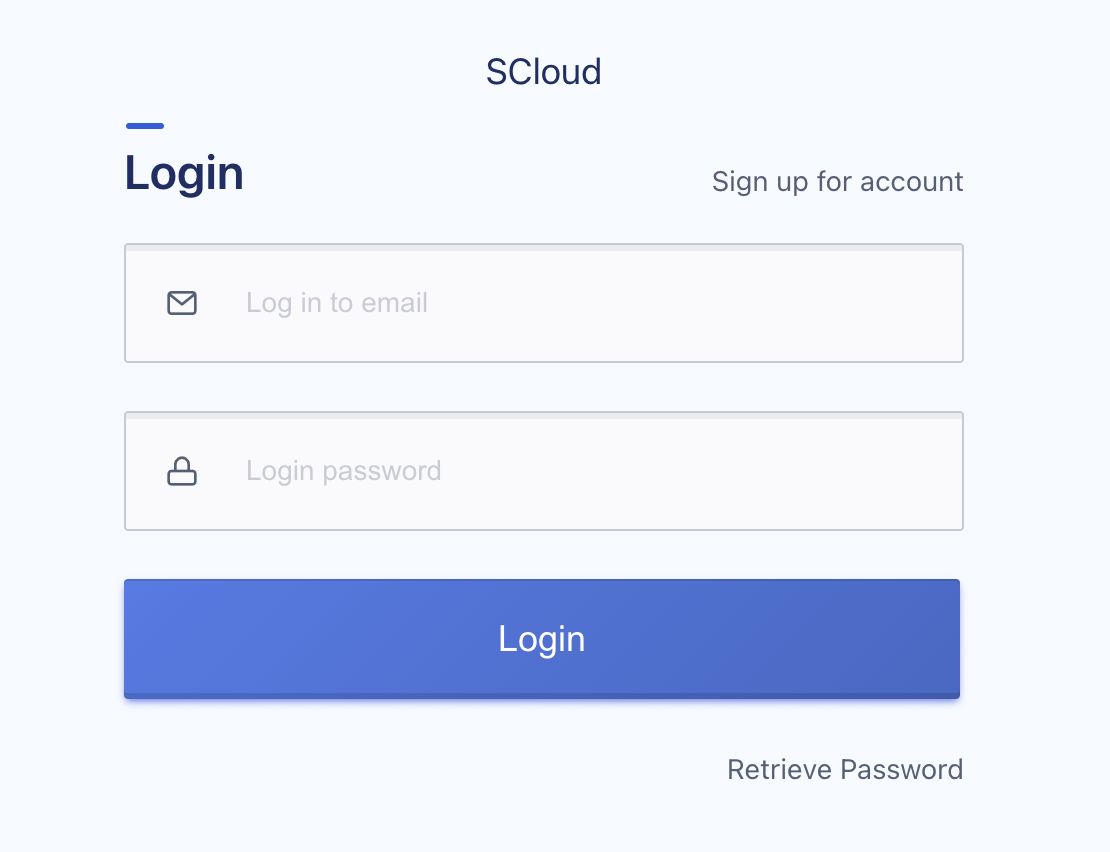 SCloud
Login
Sign up for account
Log in to email
Login password
Login
Retrieve Password